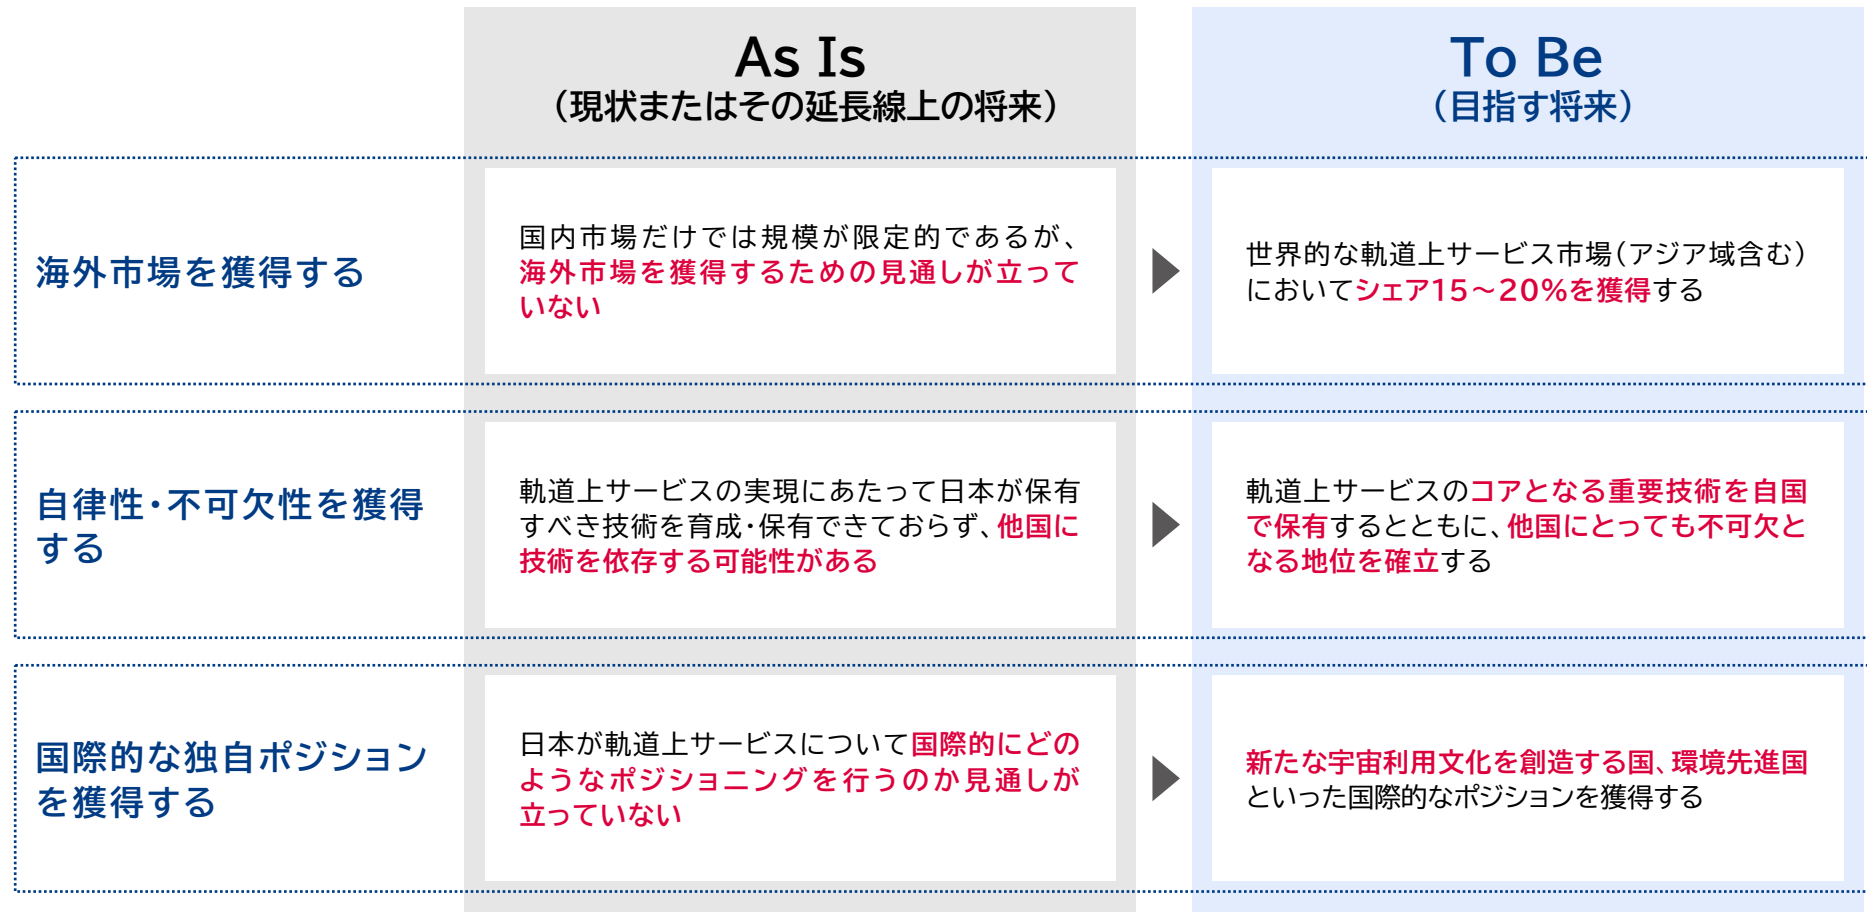 As Is
(現状またはその延長線上の将来)
To Be
(目指す将来)
海外市場を獲得する
国内市場だけでは規模が限定的であるが、
海外市場を獲得するための見通しが立って
いない
世界的な軌道上サービス市場(アジア域含む)
においてシェア15~20%を獲得する
自律性・不可欠性を獲得
する
軌道上サービスの実現にあたって日本が保有
すべき技術を育成・保有できておらず、他国に
技術を依存する可能性がある
軌道上サービスのコアとなる重要技術を自国
で保有するとともに、他国にとっても不可欠と
なる地位を確立する
国際的な独自ポジション
を獲得する
日本が軌道上サービスについて国際的にどの
ようなポジショニングを行うのか見通しが
立っていない
新たな宇宙利用文化を創造する国、環境先進国
といった国際的なポジションを獲得する